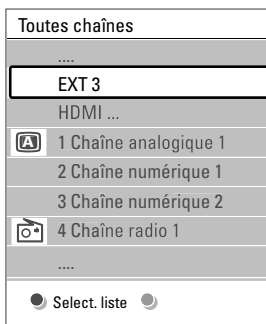 Toutes chaînes
....
EXT 3
HDMI ...
A 1 Chaîne analogique 1
2 Chaîne numérique 1
3 Chaîne numérique 2
4 Chaîne radio 1
....
Select. liste